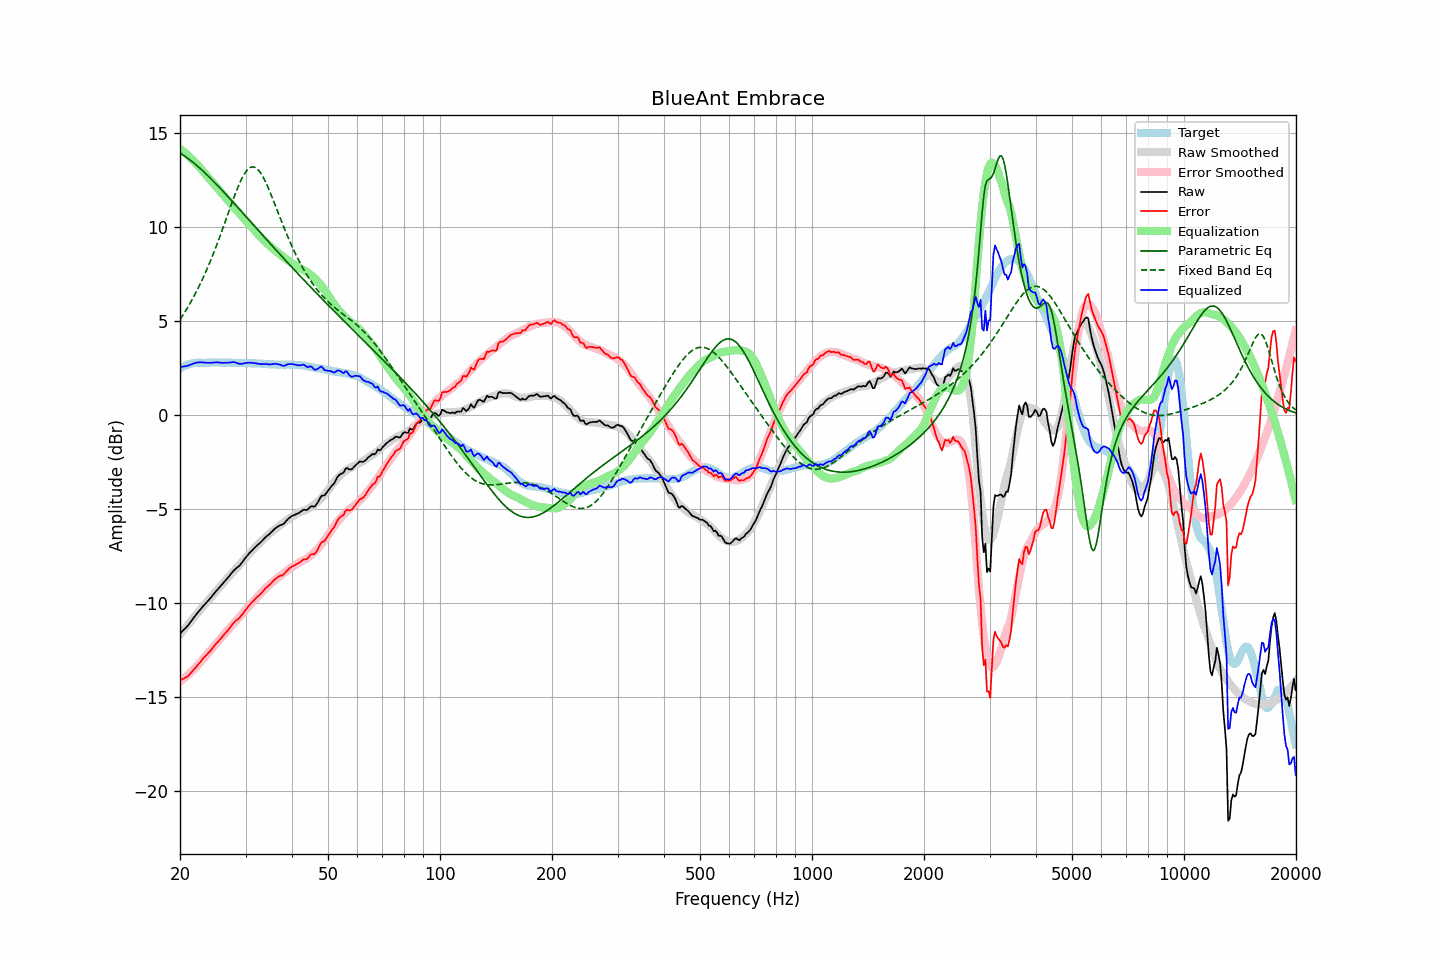 BlueAnt Embrace
Target
Raw Smoothed
Error Smoothed
Raw
Error
Equalization
Parametric Eq
Fixed Band Eq
Equalized
Amplitude (dBr)
15
10
5
0
−5
−10
−15
−20
20
50
100
200
500
1000
2000
5000
10000
20000
Frequency (Hz)